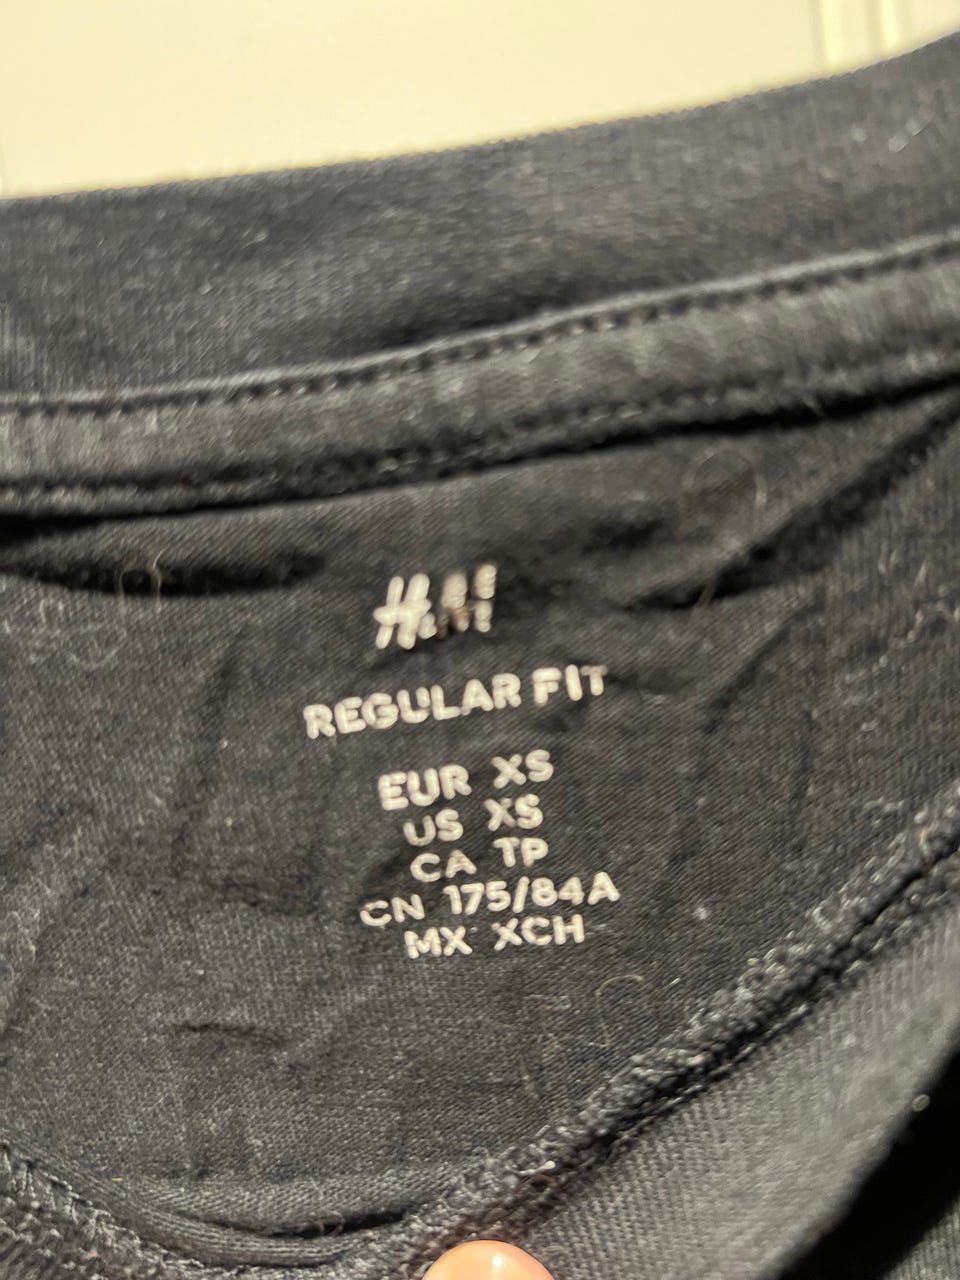 H&M
REGULAR FIT
EUR XS
US XS
CA TP
CN 175/84A
MX XCH